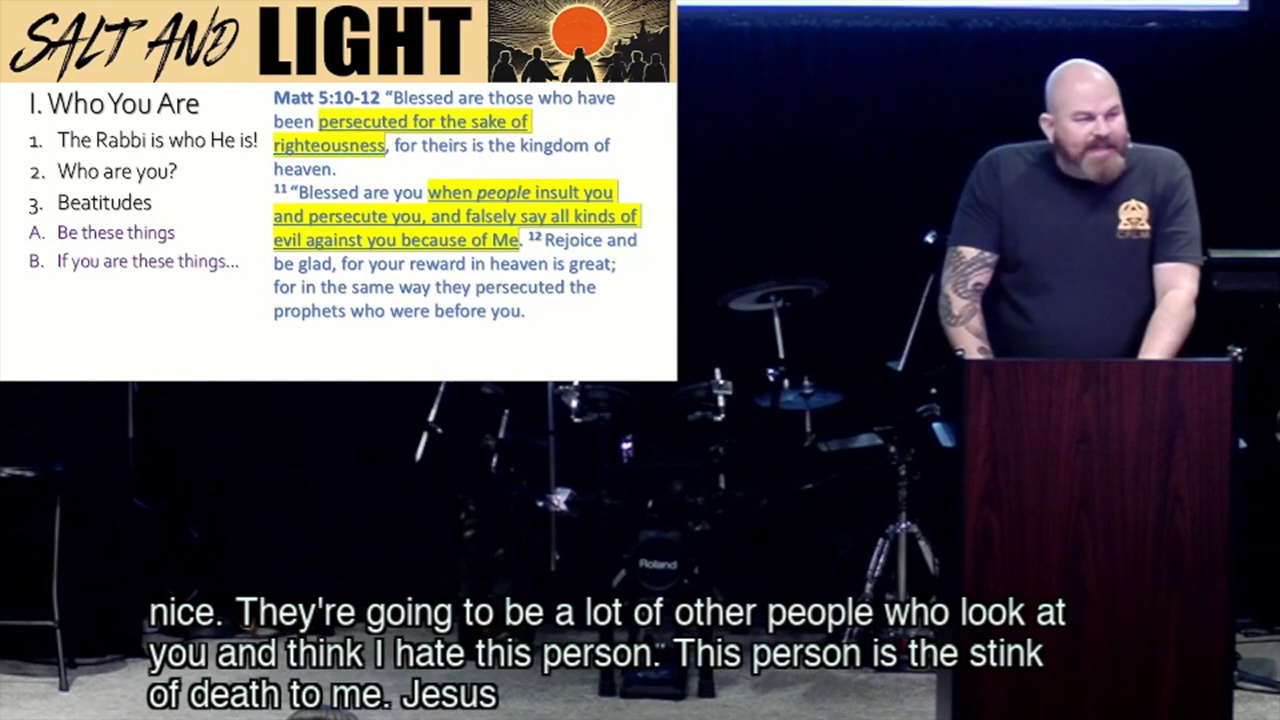 SALT AND LIGHT
I. Who You Are
1. The Rabbi is who He is!
2. Who are you?
3. Beatitudes
A. Be these things
B. If you are these things...
Matt 5:10-12 “Blessed are those who have
been persecuted for the sake of
righteousness, for theirs is the kingdom of
heaven.
11 “Blessed are you when people insult you
and persecute you, and falsely say all kinds of
evil against you because of Me. 12 Rejoice and
be glad, for your reward in heaven is great;
for in the same way they persecuted the
prophets who were before you.
Roland
nice. They're going to be a lot of other people who look at
you and think I hate this person." This person is the stink
of death to me. Jesus